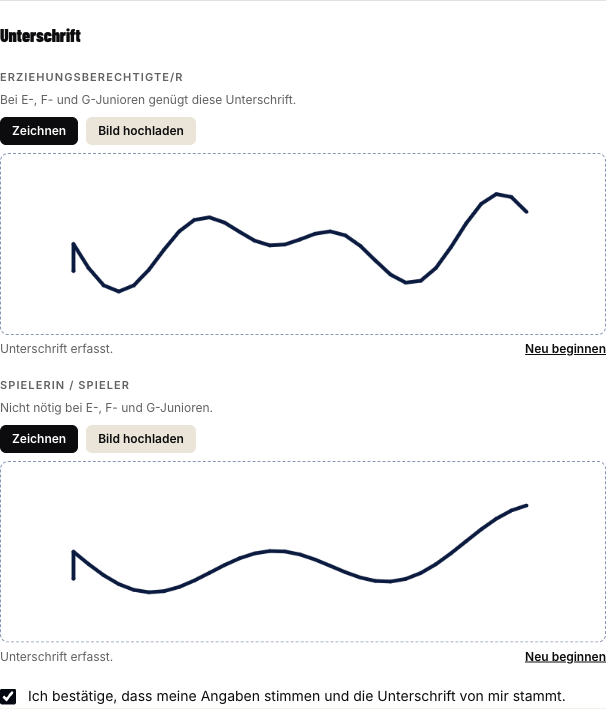 Unterschrift
ERZIEHUNGSBERECHTIGTE/R
Bei E-, F- und G-Junioren genügt diese Unterschrift.
Zeichnen Bild hochladen
Unterschrift erfasst. Neu beginnen
SPIELERIN / SPIELER
Nicht nötig bei E-, F- und G-Junioren.
Zeichnen Bild hochladen
Unterschrift erfasst. Neu beginnen
Ich bestätige, dass meine Angaben stimmen und die Unterschrift von mir stammt.